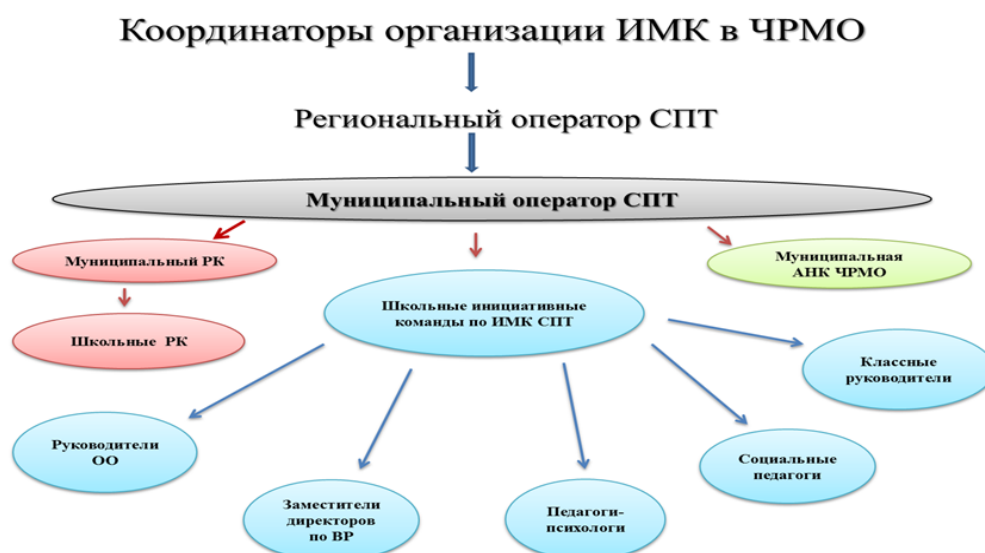 Координаторы организации ИМК в ЧРМО
Региональный оператор СПТ
Муниципальный оператор СПТ
Муниципальный РК
Муниципальная
АНК ЧРМО
Школьные инициативные
команды по ИМК СПТ
Школьные РК
Классные
руководители
Руководители
ОО
Социальные
педагоги
Заместители
директоров
по ВР
Педагоги-
психологи